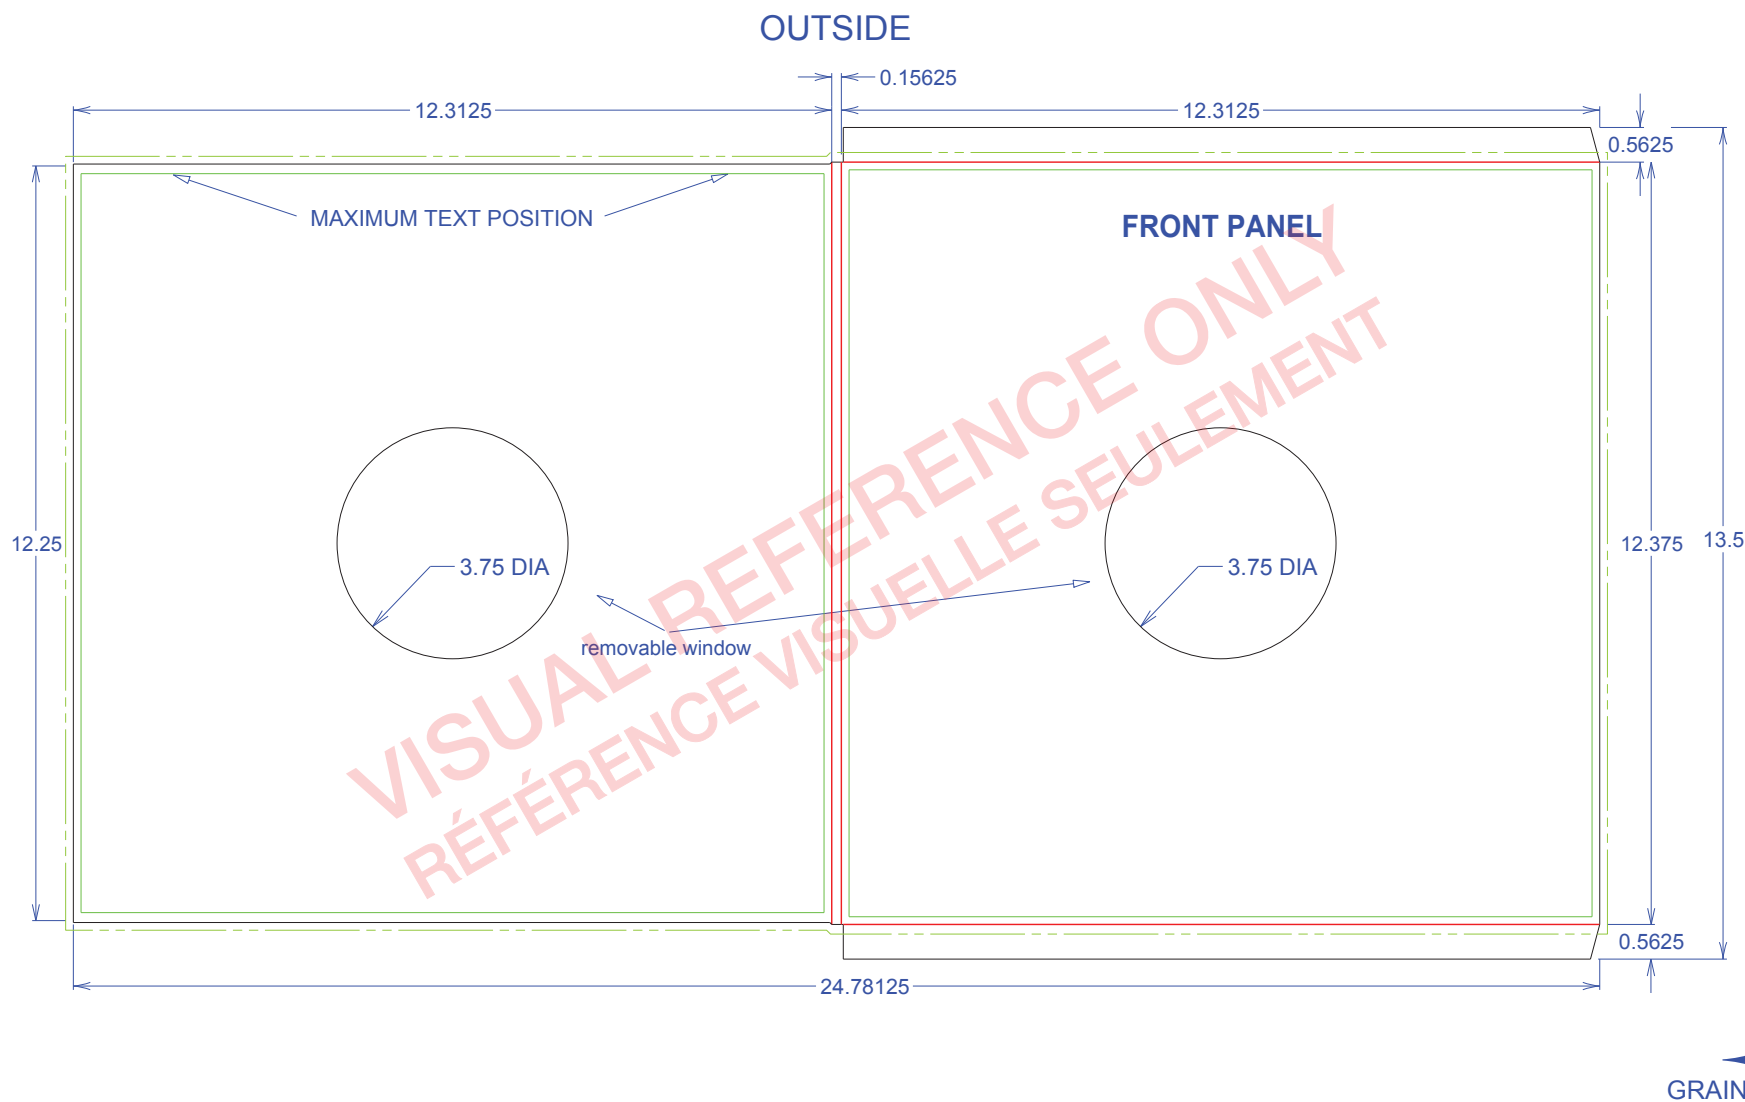 OUTSIDE
0.15625
12.3125
12.3125
0.5625
MAXIMUM TEXT POSITION
FRONT PANEL
VISUAL REFERENCE ONLY
RÉFÉRENCE VISUELLE SEULEMENT
12.25
3.75 DIA
3.75 DIA
12.375
13.5
removable window
0.5625
24.78125
GRAIN